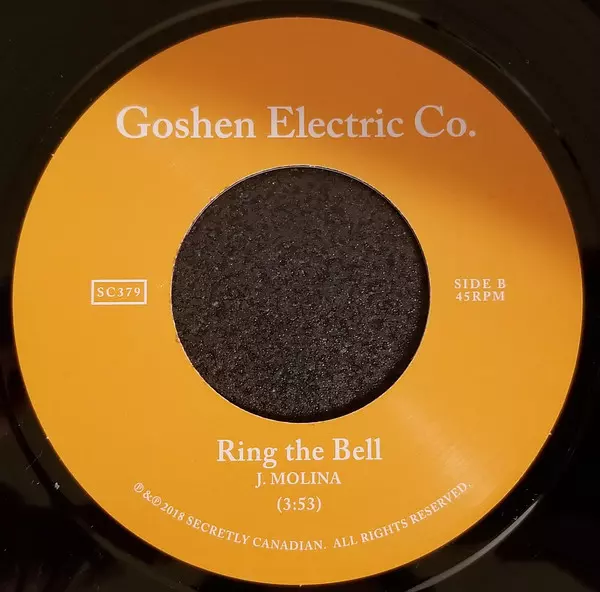 Goshen Electric Co.
SC379
SIDE B
45RPM
Ring the Bell
J. MOLINA
(3:53)
℗ & © 2018 SECRETLY CANADIAN. ALL RIGHTS RESERVED.